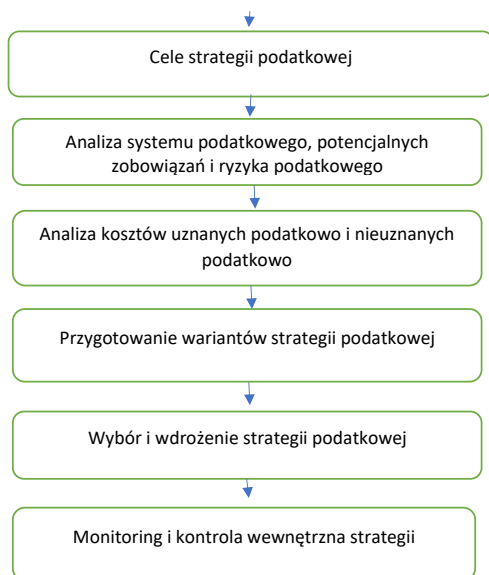 Cele strategii podatkowej
Analiza systemu podatkowego, potencjalnych
zobowiązań i ryzyka podatkowego
Analiza kosztów uznanych podatkowo i nieuznanych
podatkowo
Przygotowanie wariantów strategii podatkowej
Wybór i wdrożenie strategii podatkowej
Monitoring i kontrola wewnętrzna strategii